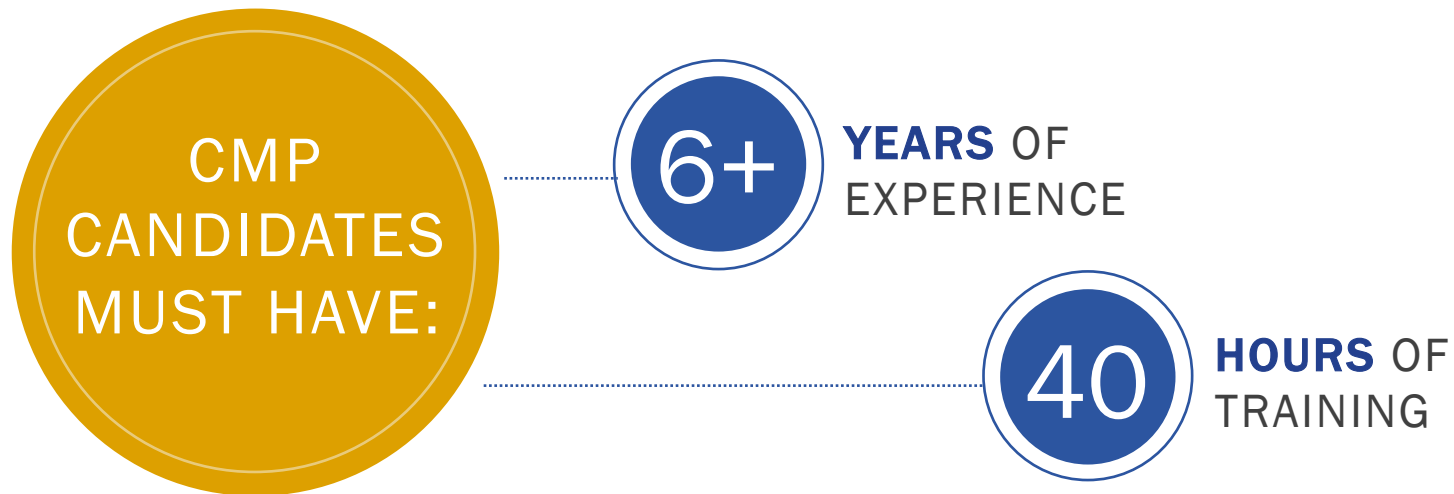 CMP
CANDIDATES
MUST HAVE:
6+
YEARS OF
EXPERIENCE
40
HOURS OF
TRAINING